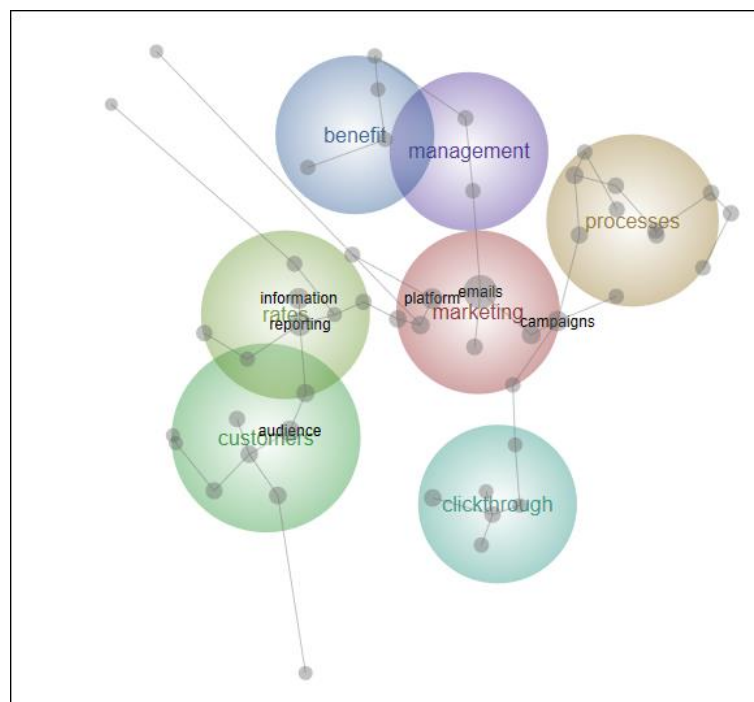 benefit
management
processes
information
rates
reporting
platform
emails
marketing
campaigns
audience
customers
clickthrough